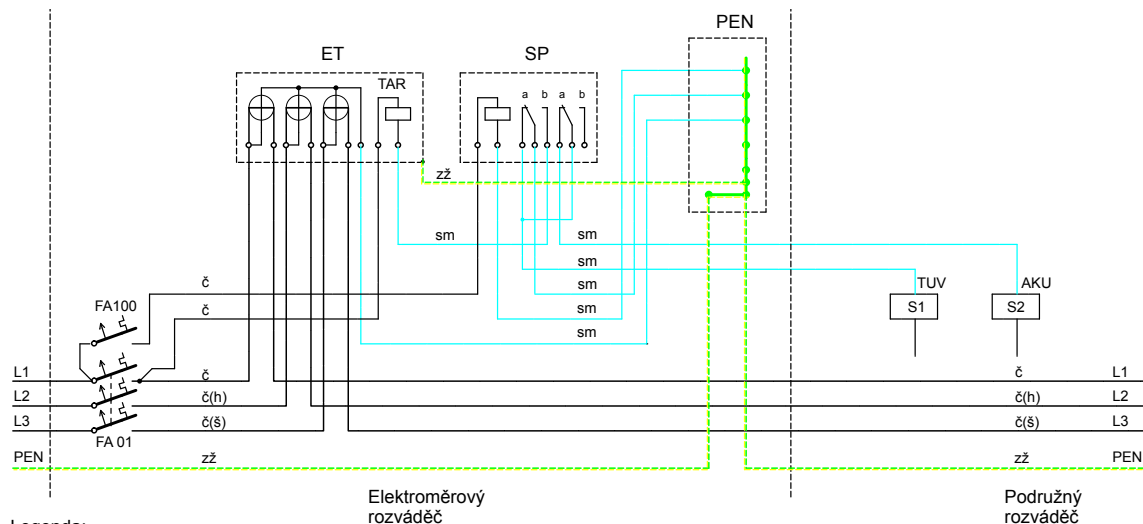 PEN
ET
SP
TAR
a
b
a
b
zž
sm
sm
sm
sm
sm
sm
č
č
FA100
TUV
AKU
S1
S2
L1
č
č
L1
L2
č(h)
č(h)
L2
L3
č(š)
č(š)
L3
FA 01
PEN
zž
zž
PEN
Elektroměrový
rozváděč
Podružný
rozváděč